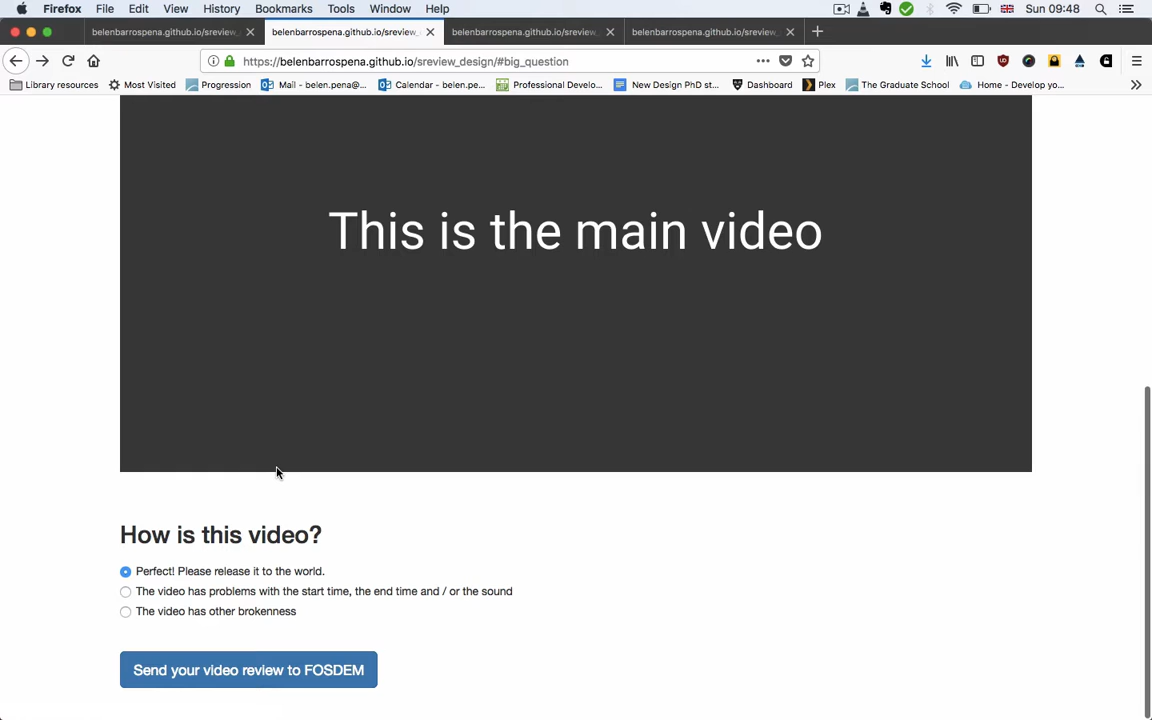 Firefox File Edit View History Bookmarks Tools Window Help Sun 09:48
belenbarrospena.github.io/sreview_ belenbarrospena.github.io/sreview_ belenbarrospena.github.io/sreview_ belenbarrospena.github.io/sreview_
https://belenbarrospena.github.io/sreview_design/#big_question
Library resources Most Visited Progression Mail - belen.pena@... Calendar - belen.pe... Professional Develo... New Design PhD st... Dashboard Plex The Graduate School Home - Develop yo...
This is the main video
How is this video?
Perfect! Please release it to the world.
The video has problems with the start time, the end time and / or the sound
The video has other brokenness
Send your video review to FOSDEM